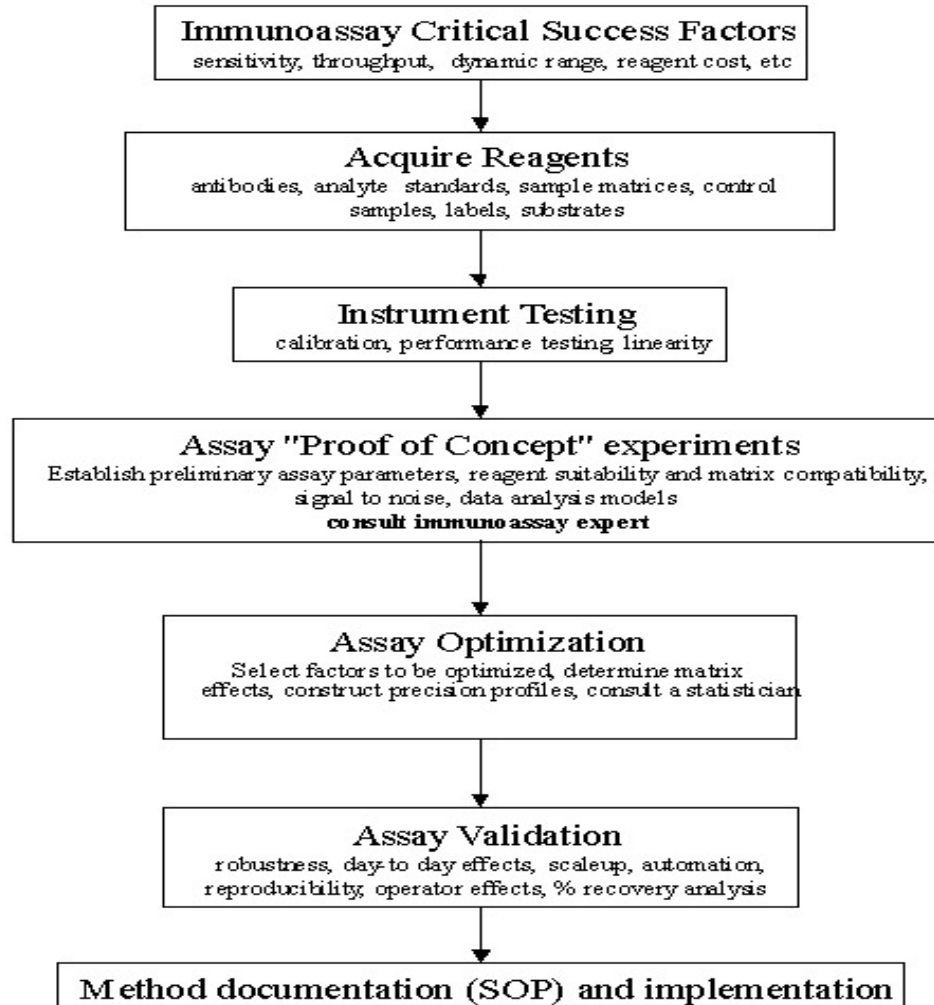 Immunoassay Critical Success Factors
sensitivity, throughput, dynamic range, reagent cost, etc
Acquire Reagents
antibodies, analyte standards, sample matrices, control
samples, labels, substrates
Instrument Testing
calibration, performance testing, linearity
Assay "Proof of Concept" experiments
Establish preliminary assay parameters, reagent suitability and matrix compatibility,
signal to noise, data analysis models
consult immunoassay expert
Assay Optimization
Select factors to be optimized, determine matrix
effects, construct precision profiles, consult a statistician
Assay Validation
robustness, day-to day effects, scaleup, automation,
reproducibility, operator effects, % recovery analysis
Method documentation (SOP) and implementation